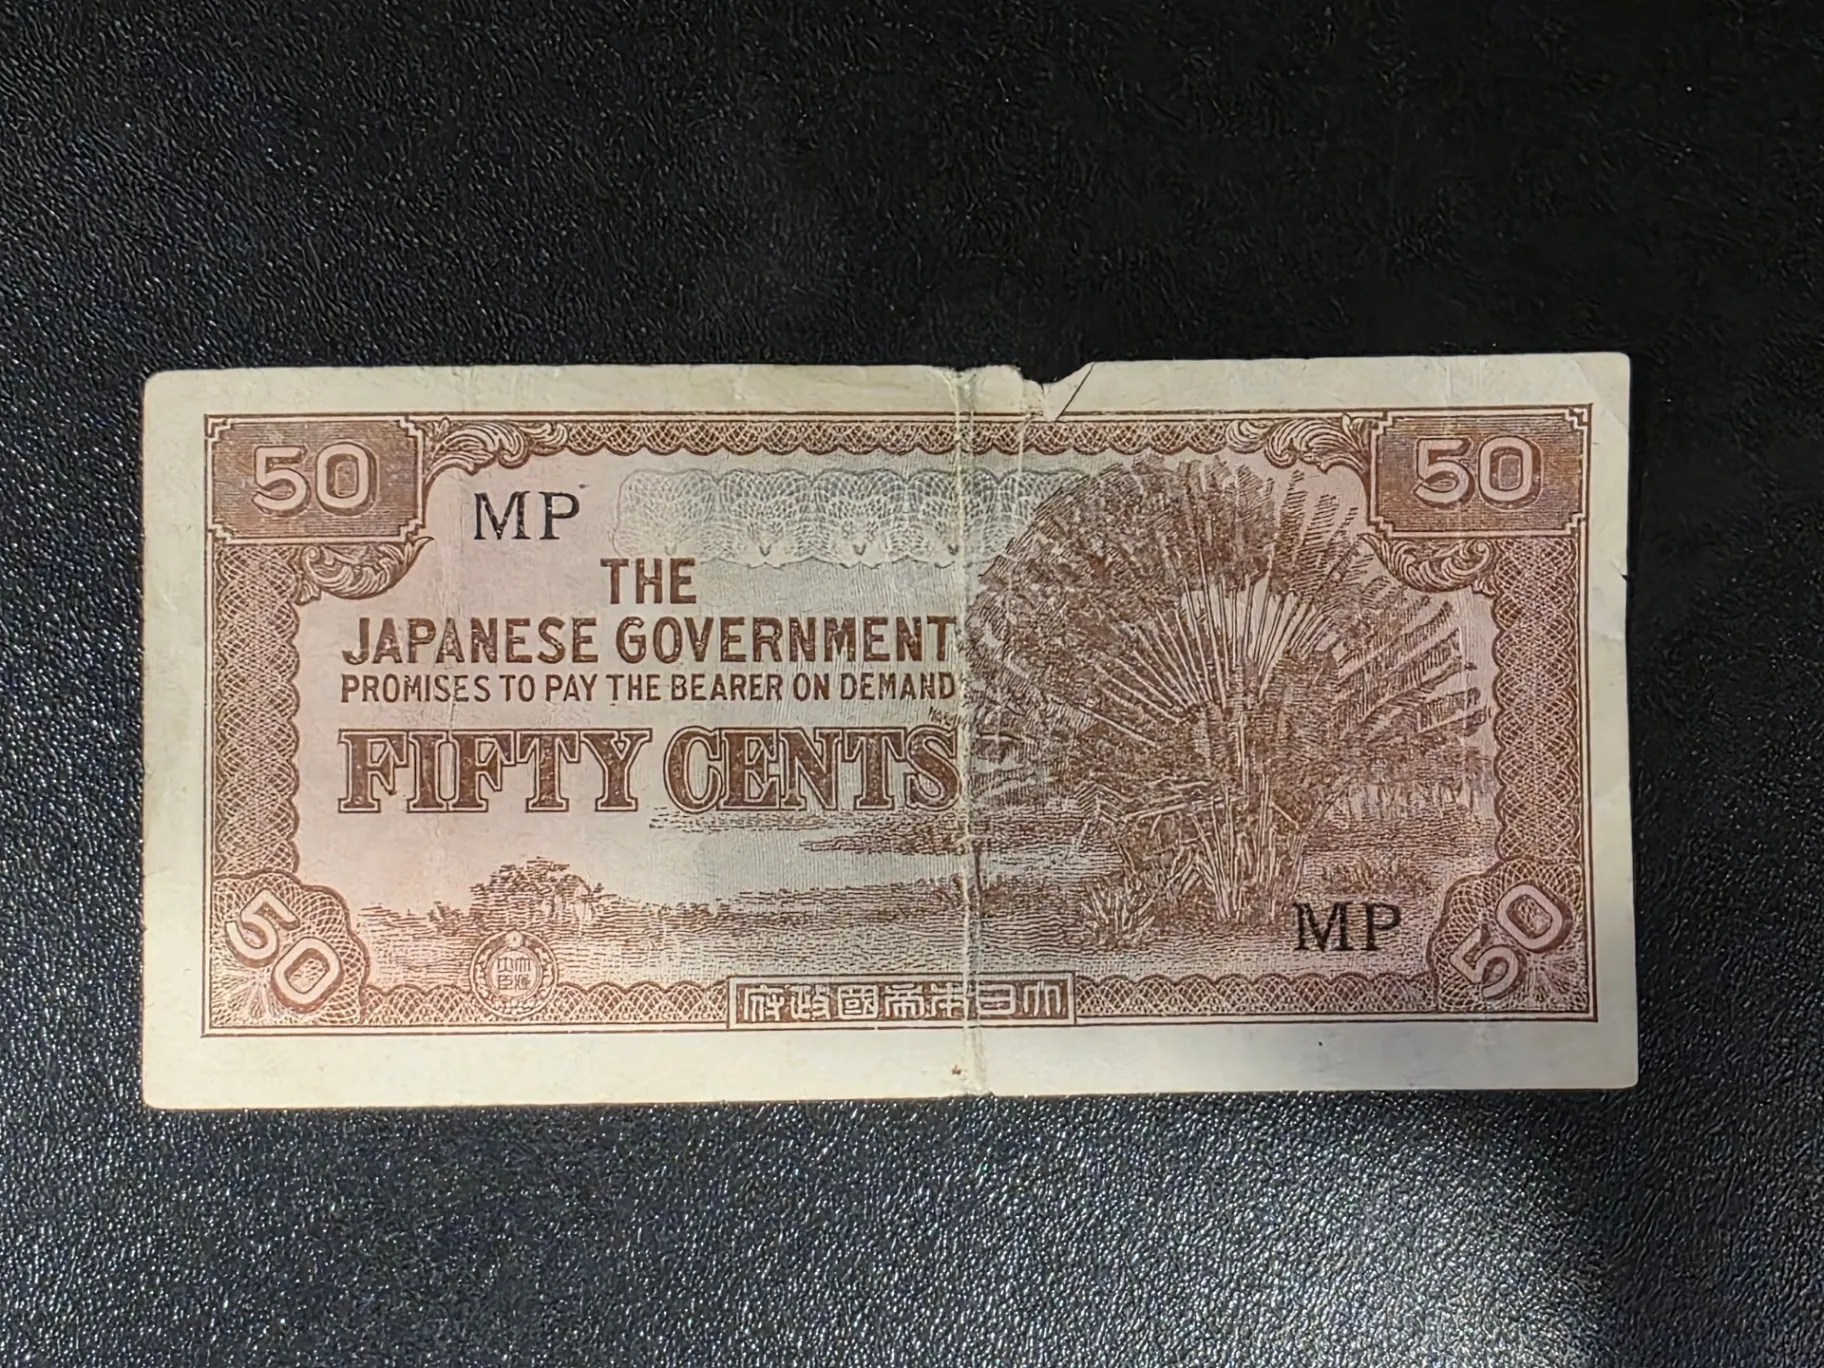 50
50
MP
THE
JAPANESE GOVERNMENT
PROMISES TO PAY THE BEARER ON DEMAND
FIFTY CENTS
MP
50
50
府政國帝本日大